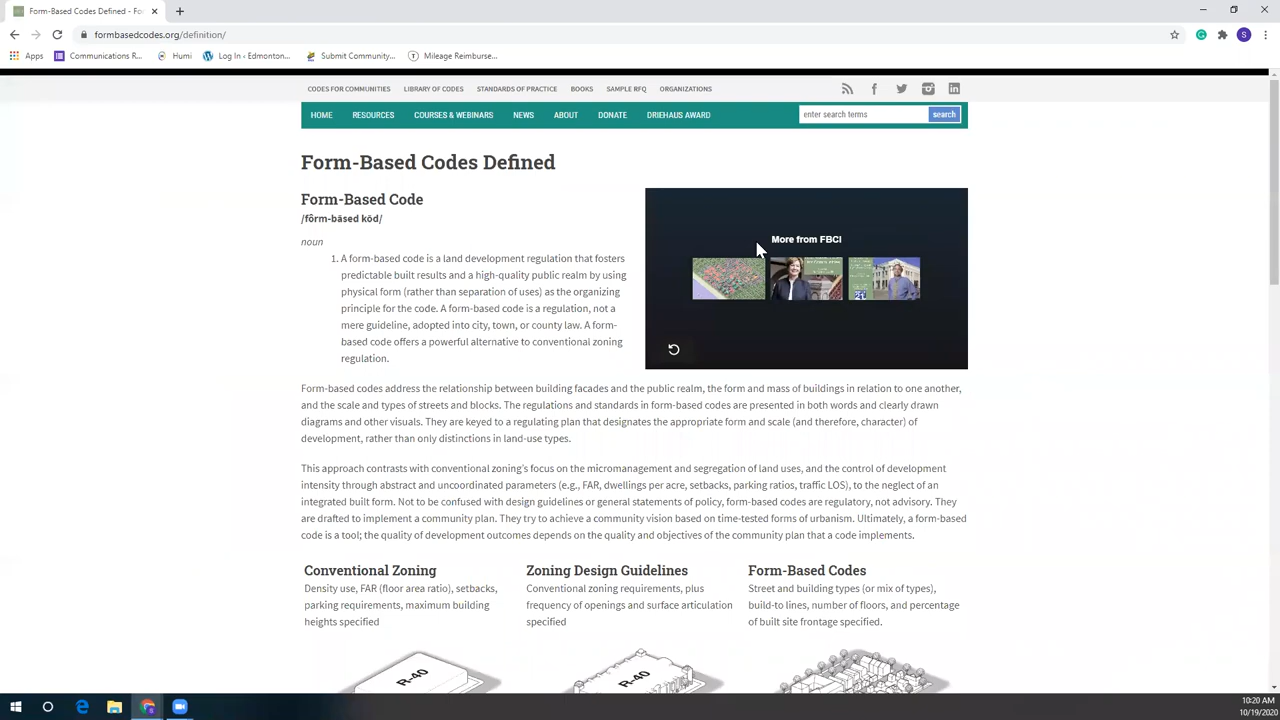 Form-Based Codes Defined - Fo
formbasedcodes.org/definition/
Apps
Communications R...
Humi
Log In - Edmonton...
Submit Community...
Mileage Reimburse...
CODES FOR COMMUNITIES LIBRARY OF CODES STANDARDS OF PRACTICE BOOKS SAMPLE RFQ ORGANIZATIONS
HOME RESOURCES COURSES & WEBINARS NEWS ABOUT DONATE DRIEHAUS AWARD
enter search terms search
Form-Based Codes Defined
Form-Based Code
/fôrm-bāsed kōd/
noun
1. A form-based code is a land development regulation that fosters
predictable built results and a high-quality public realm by using
physical form (rather than separation of uses) as the organizing
principle for the code. A form-based code is a regulation, not a
mere guideline, adopted into city, town, or county law. A form-
based code offers a powerful alternative to conventional zoning
regulation.
More from FBCI
Form-based codes address the relationship between building facades and the public realm, the form and mass of buildings in relation to one another,
and the scale and types of streets and blocks. The regulations and standards in form-based codes are presented in both words and clearly drawn
diagrams and other visuals. They are keyed to a regulating plan that designates the appropriate form and scale (and therefore, character) of
development, rather than only distinctions in land-use types.
This approach contrasts with conventional zoning's focus on the micromanagement and segregation of land uses, and the control of development
intensity through abstract and uncoordinated parameters (e.g., FAR, dwellings per acre, setbacks, parking ratios, traffic LOS), to the neglect of an
integrated built form. Not to be confused with design guidelines or general statements of policy, form-based codes are regulatory, not advisory. They
are drafted to implement a community plan. They try to achieve a community vision based on time-tested forms of urbanism. Ultimately, a form-based
code is a tool; the quality of development outcomes depends on the quality and objectives of the community plan that a code implements.
Conventional Zoning
Density use, FAR (floor area ratio), setbacks,
parking requirements, maximum building
heights specified
R-40
Zoning Design Guidelines
Conventional zoning requirements, plus
frequency of openings and surface articulation
specified
R-40
Form-Based Codes
Street and building types (or mix of types),
build-to lines, number of floors, and percentage
of built site frontage specified.
10:20 AM
10/19/2020